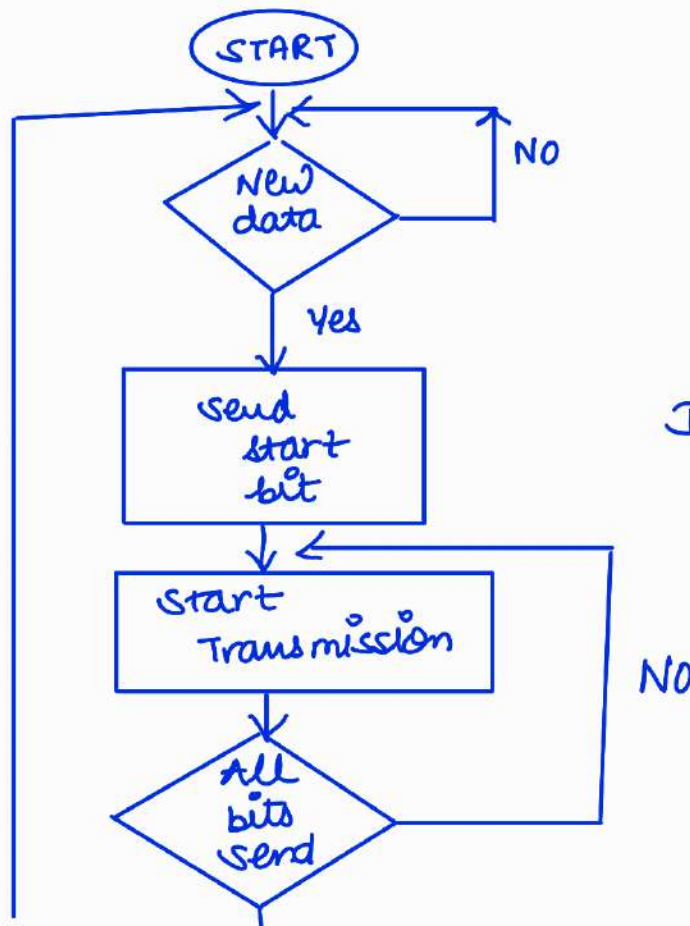 START
NO
New
data
Yes
send
start
bit
start
Transmission
NO
All
bits
send